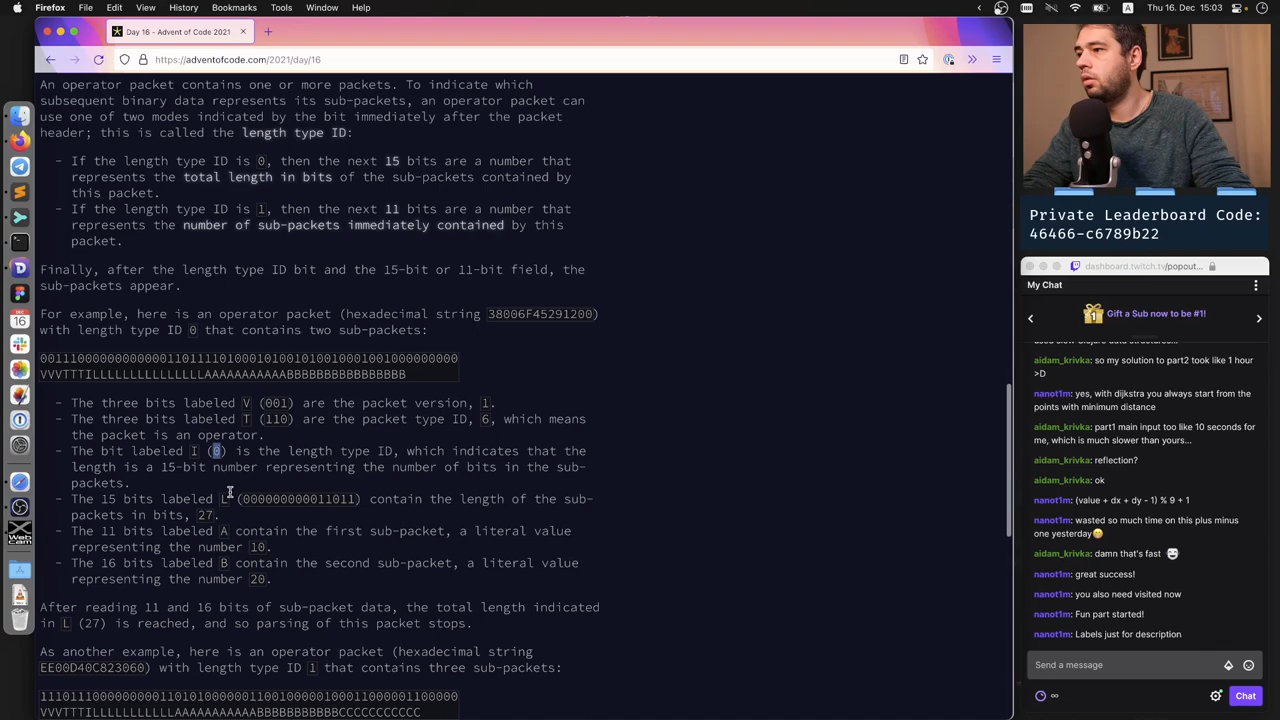 Firefox File Edit View History Bookmarks Tools Window Help
A Thu 16. Dec 15:03
Day 16 - Advent of Code 2021
https://adventofcode.com/2021/day/16
An operator packet contains one or more packets. To indicate which
subsequent binary data represents its sub-packets, an operator packet can
use one of two modes indicated by the bit immediately after the packet
header; this is called the length type ID:
- If the length type ID is 0, then the next 15 bits are a number that
represents the total length in bits of the sub-packets contained by
this packet.
- If the length type ID is 1, then the next 11 bits are a number that
represents the number of sub-packets immediately contained by this
packet.
Finally, after the length type ID bit and the 15-bit or 11-bit field, the
sub-packets appear.
For example, here is an operator packet (hexadecimal string 38006F45291200)
with length type ID 0 that contains two sub-packets:
00111000000000000110111101000101001010010001001000000000
VVVTTTILLLLLLLLLLLLLLLAAAAAAAAAAABBBBBBBBBBBBBBBB
- The three bits labeled V (001) are the packet version, 1.
- The three bits labeled T (110) are the packet type ID, 6, which means
the packet is an operator.
- The bit labeled I (0) is the length type ID, which indicates that the
length is a 15-bit number representing the number of bits in the sub-
packets.
- The 15 bits labeled L (000000000011011) contain the length of the sub-
packets in bits, 27.
- The 11 bits labeled A contain the first sub-packet, a literal value
representing the number 10.
- The 16 bits labeled B contain the second sub-packet, a literal value
representing the number 20.
After reading 11 and 16 bits of sub-packet data, the total length indicated
in L (27) is reached, and so parsing of this packet stops.
As another example, here is an operator packet (hexadecimal string
EE00D40C823060) with length type ID 1 that contains three sub-packets:
11101110000000001101010000001100100000100011000001100000
VVVTTTILLLLLLLLLLLAAAAAAAAAAABBBBBBBBBBBCCCCCCCCCCC
DEC
16
Web
Cam
Private Leaderboard Code:
46466-c6789b22
dashboard.twitch.tv/popout...
My Chat
1 Gift a Sub now to be #1!
used slow Clojure data structures...
aidam_krivka: so my solution to part2 took like 1 hour
>D
nanot1m: yes, with dijkstra you always start from the
points with minimum distance
aidam_krivka: part1 main input too like 10 seconds for
me, which is much slower than yours...
aidam_krivka: reflection?
aidam_krivka: ok
nanot1m: (value + dx + dy - 1) % 9 + 1
nanot1m: wasted so much time on this plus minus
one yesterday
aidam_krivka: damn that's fast
nanot1m: great success!
nanot1m: you also need visited now
nanot1m: Fun part started!
nanot1m: Labels just for description
Send a message
∞
Chat